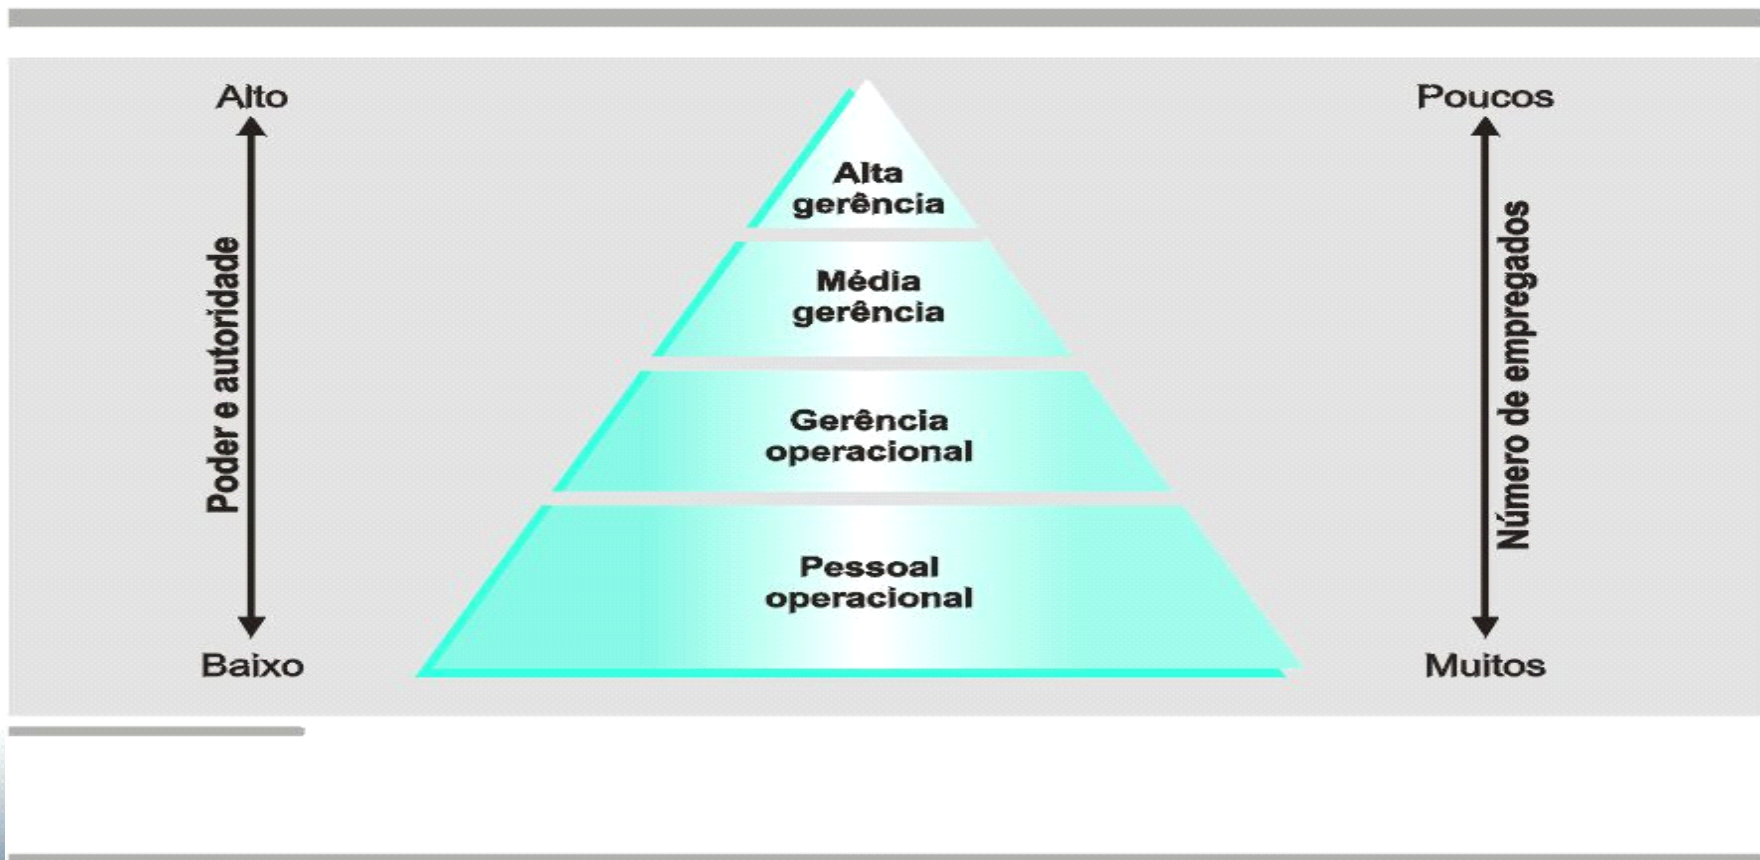 Alto
Poder e autoridade
Baixo
Alta
gerência
Média
gerência
Gerência
operacional
Pessoal
operacional
Poucos
Número de empregados
Muitos